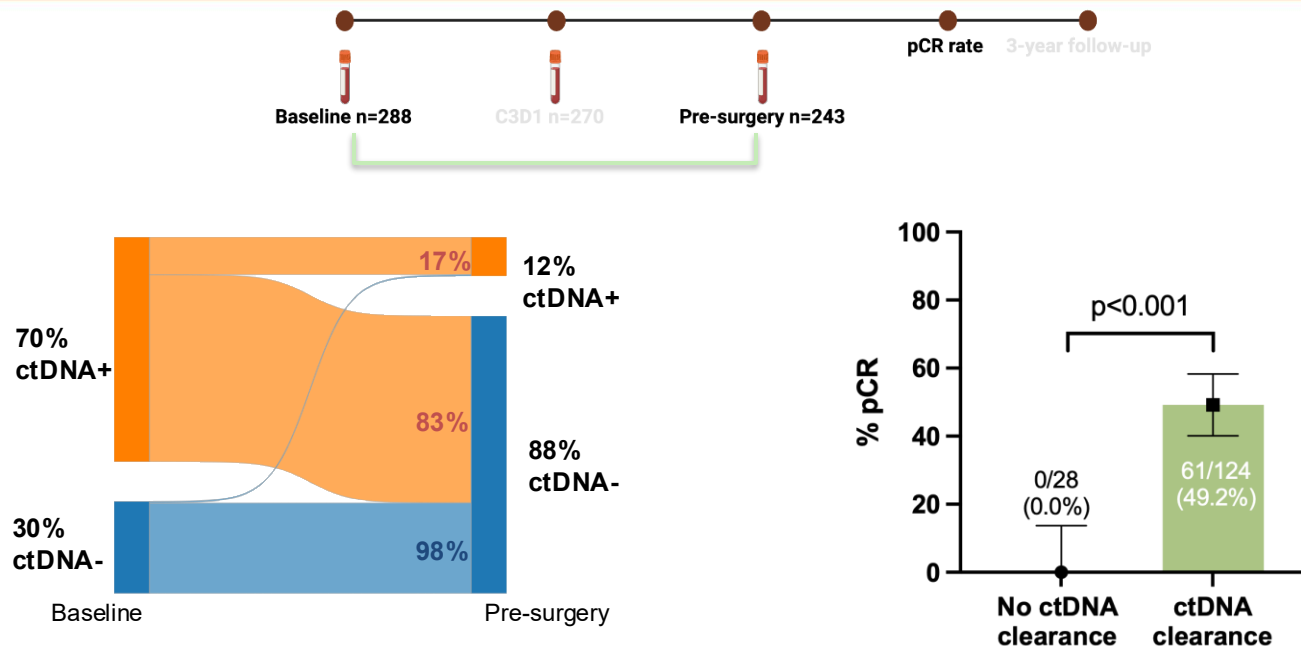 pCR rate
3-year follow-up
Baseline n=288
C3D1 n=270
Pre-surgery n=243
70%
ctDNA+
30%
ctDNA-
17%
83%
98%
12%
ctDNA+
88%
ctDNA-
Baseline
Pre-surgery
% pCR
100
80
60
40
20
0
p<0.001
0/28
(0.0%)
61/124
(49.2%)
No ctDNA
clearance
ctDNA
clearance